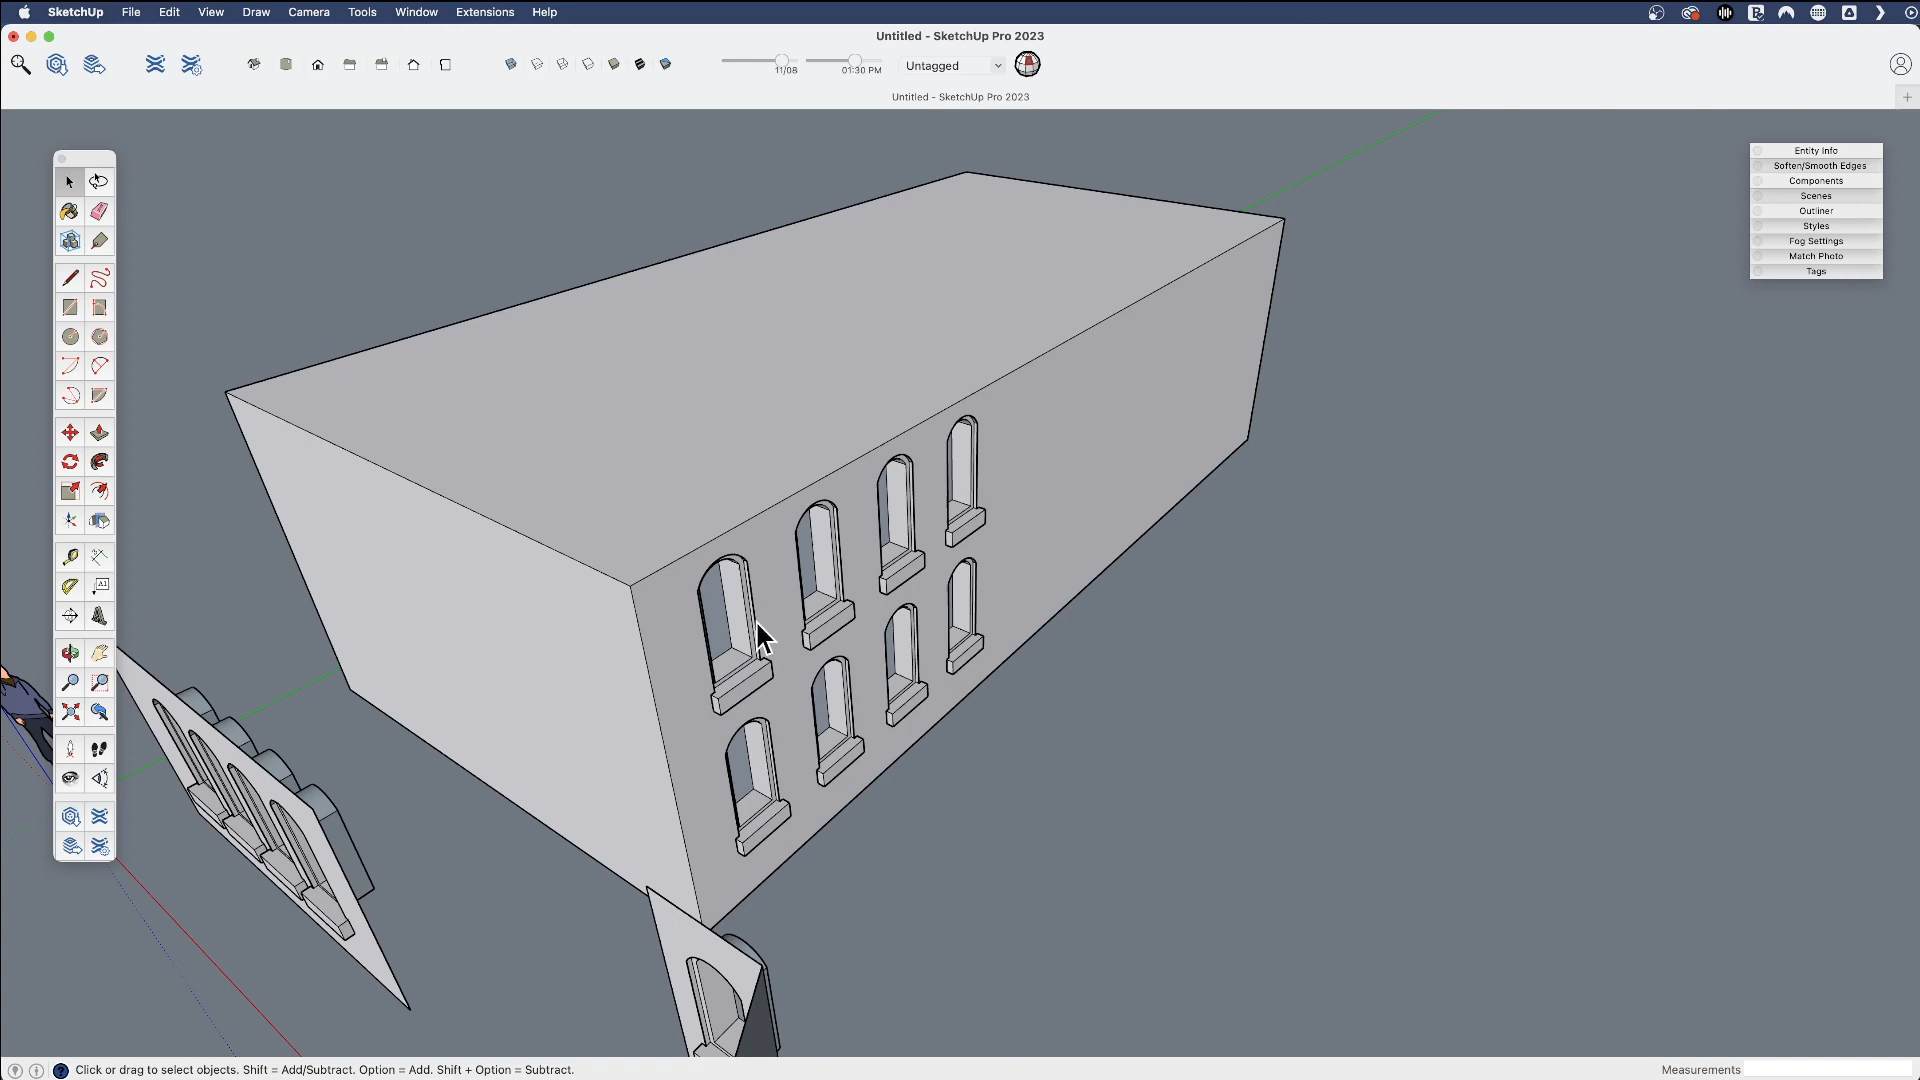 SketchUp File Edit View Draw Camera Tools Window Extensions Help
Untitled - SketchUp Pro 2023
11/08
01:30 PM
Untagged
Untitled - SketchUp Pro 2023
Entity Info
Soften/Smooth Edges
Components
Scenes
Outliner
Styles
Fog Settings
Match Photo
Tags
A1
Click or drag to select objects. Shift = Add/Subtract. Option = Add. Shift + Option = Subtract.
Measurements